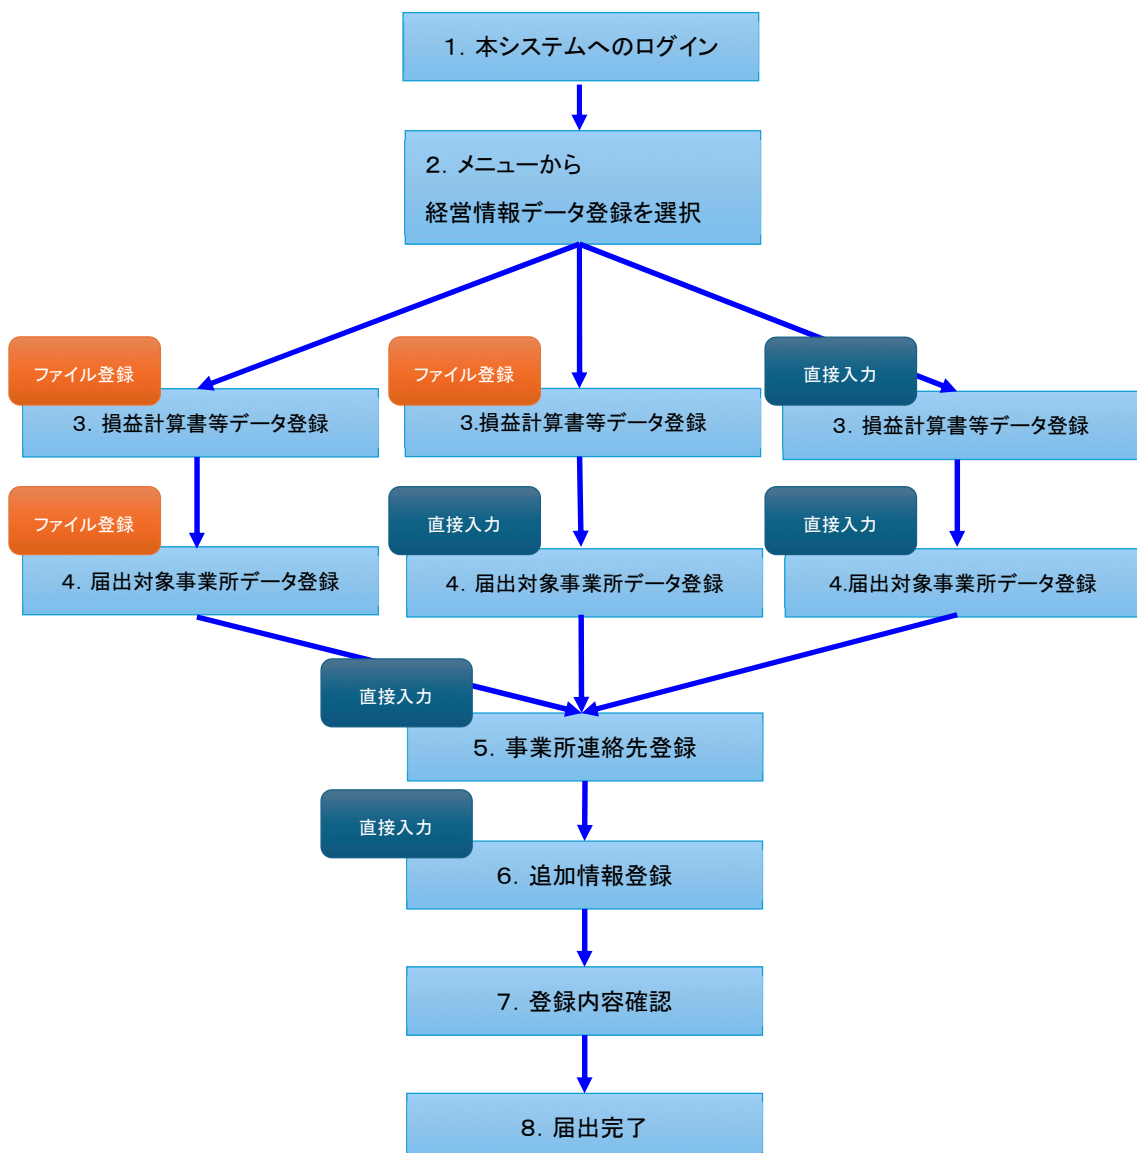 １．本システムへのログイン
２．メニューから
経営情報データ登録を選択
ファイル登録
ファイル登録
直接入力
３．損益計算書等データ登録
３.損益計算書等データ登録
３．損益計算書等データ登録
ファイル登録
直接入力
直接入力
４．届出対象事業所データ登録
４．届出対象事業所データ登録
４.届出対象事業所データ登録
直接入力
５．事業所連絡先登録
直接入力
６．追加情報登録
７．登録内容確認
８．届出完了